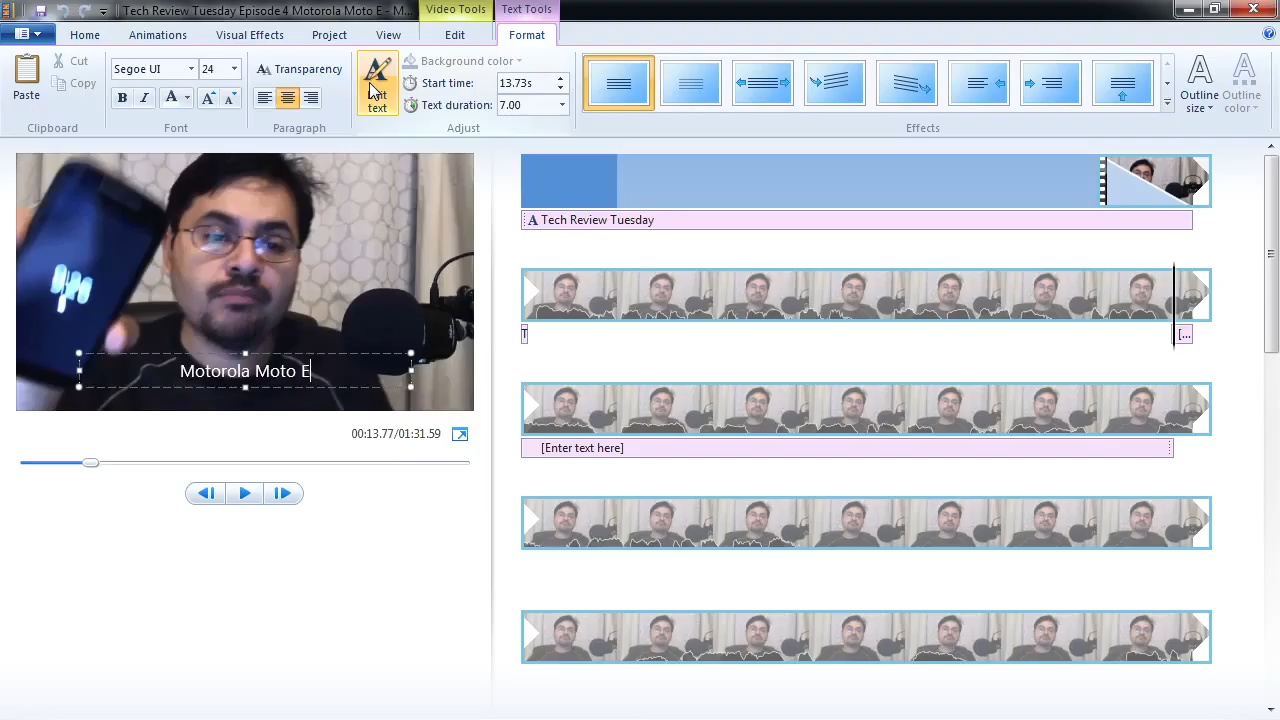 Tech Review Tuesday Episode 4 Motorola Moto E - M...
Video Tools
Text Tools
Home
Animations
Visual Effects
Project
View
Edit
Format
Paste
Cut
Copy
Clipboard
Segoe UI
24
B I A A A
Font
Transparency
Paragraph
text
Background color
Start time: 13.73s
Text duration: 7.00
Adjust
Effects
Outline size
Outline color
Motorola Moto E
00:13.77/01:31.59
A Tech Review Tuesday
T
[...
[Enter text here]